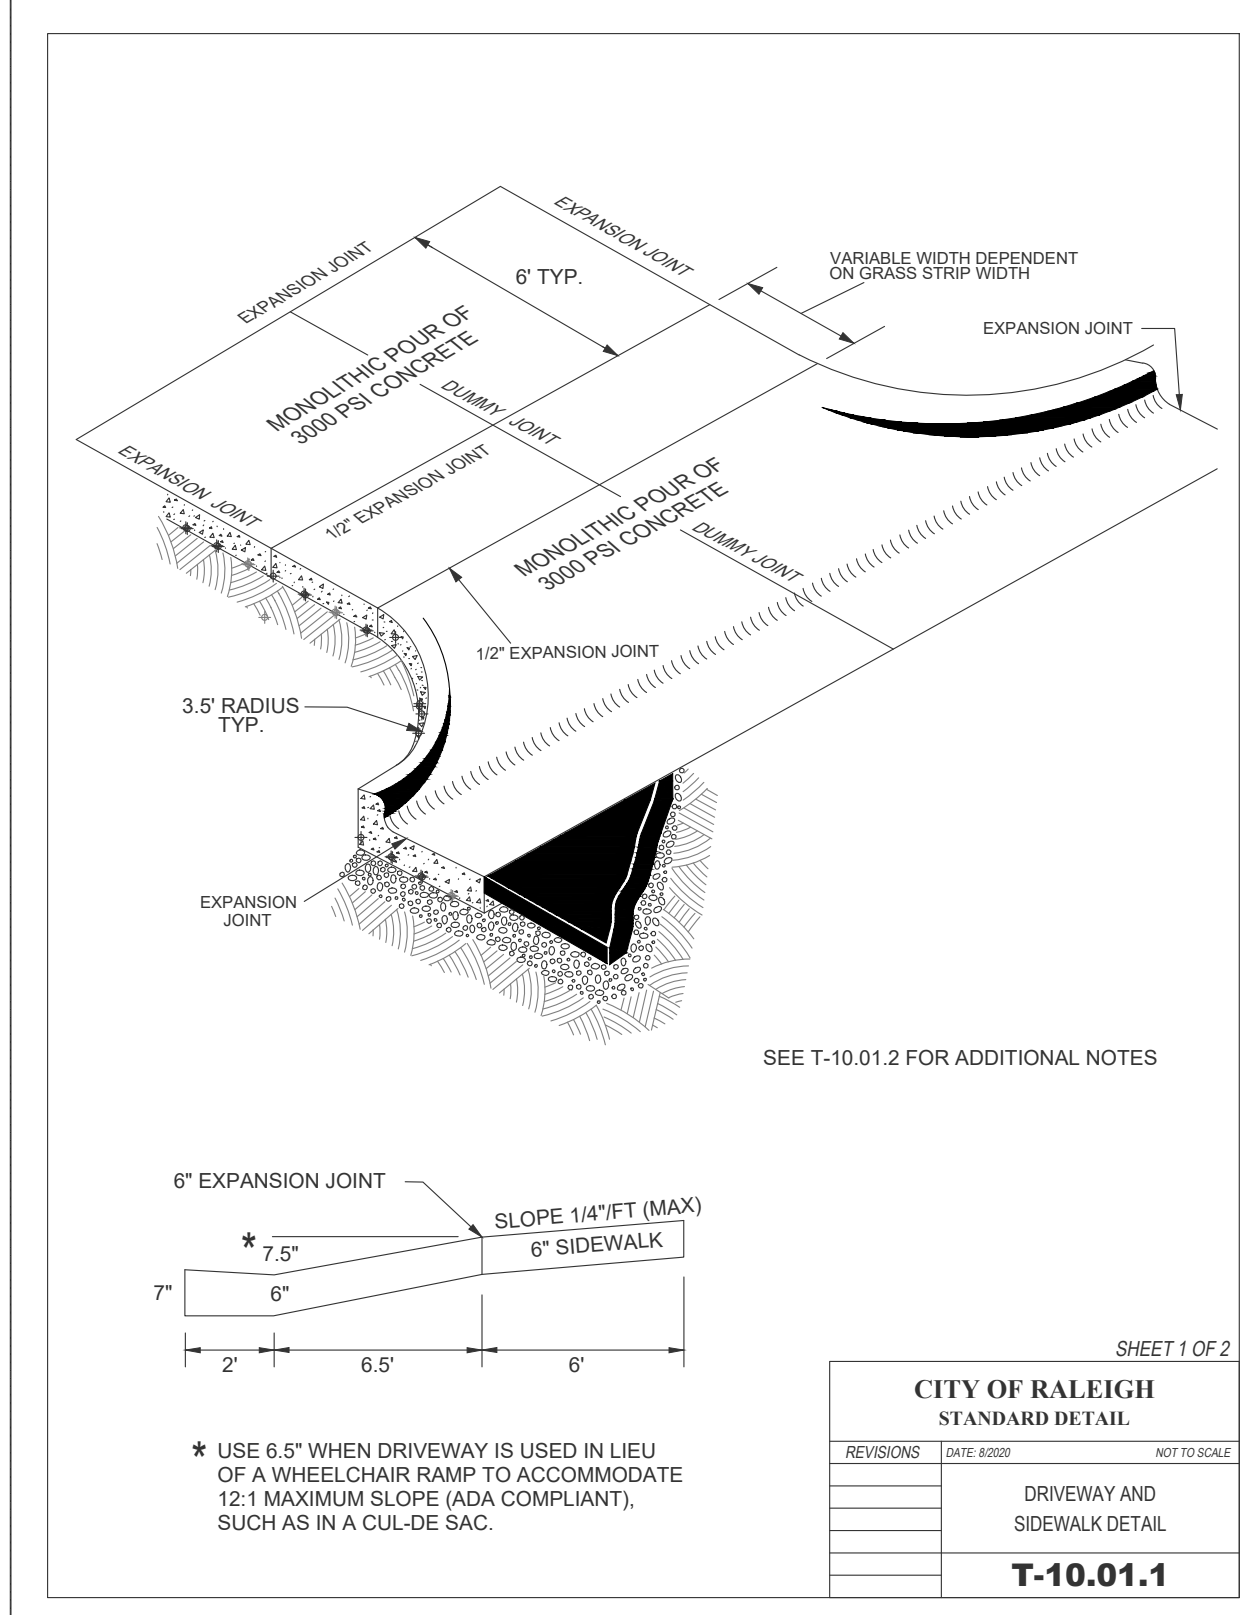 EXPANSION JOINT
EXPANSION JOINT
6' TYP.
VARIABLE WIDTH DEPENDENT
ON GRASS STRIP WIDTH
EXPANSION JOINT
MONOLITHIC POUR OF
3000 PSI CONCRETE
DUMMY JOINT
EXPANSION JOINT
1/2" EXPANSION JOINT
MONOLITHIC POUR OF
3000 PSI CONCRETE
DUMMY JOINT
1/2" EXPANSION JOINT
3.5' RADIUS
TYP.
EXPANSION
JOINT
SEE T-10.01.2 FOR ADDITIONAL NOTES
6" EXPANSION JOINT
SLOPE 1/4"/FT (MAX)
* 7.5"
6" SIDEWALK
7"
6"
2'
6.5'
6'
* USE 6.5" WHEN DRIVEWAY IS USED IN LIEU
OF A WHEELCHAIR RAMP TO ACCOMMODATE
12:1 MAXIMUM SLOPE (ADA COMPLIANT),
SUCH AS IN A CUL-DE SAC.
SHEET 1 OF 2
CITY OF RALEIGH
STANDARD DETAIL
REVISIONS
DATE: 8/2020
NOT TO SCALE
DRIVEWAY AND
SIDEWALK DETAIL
T-10.01.1